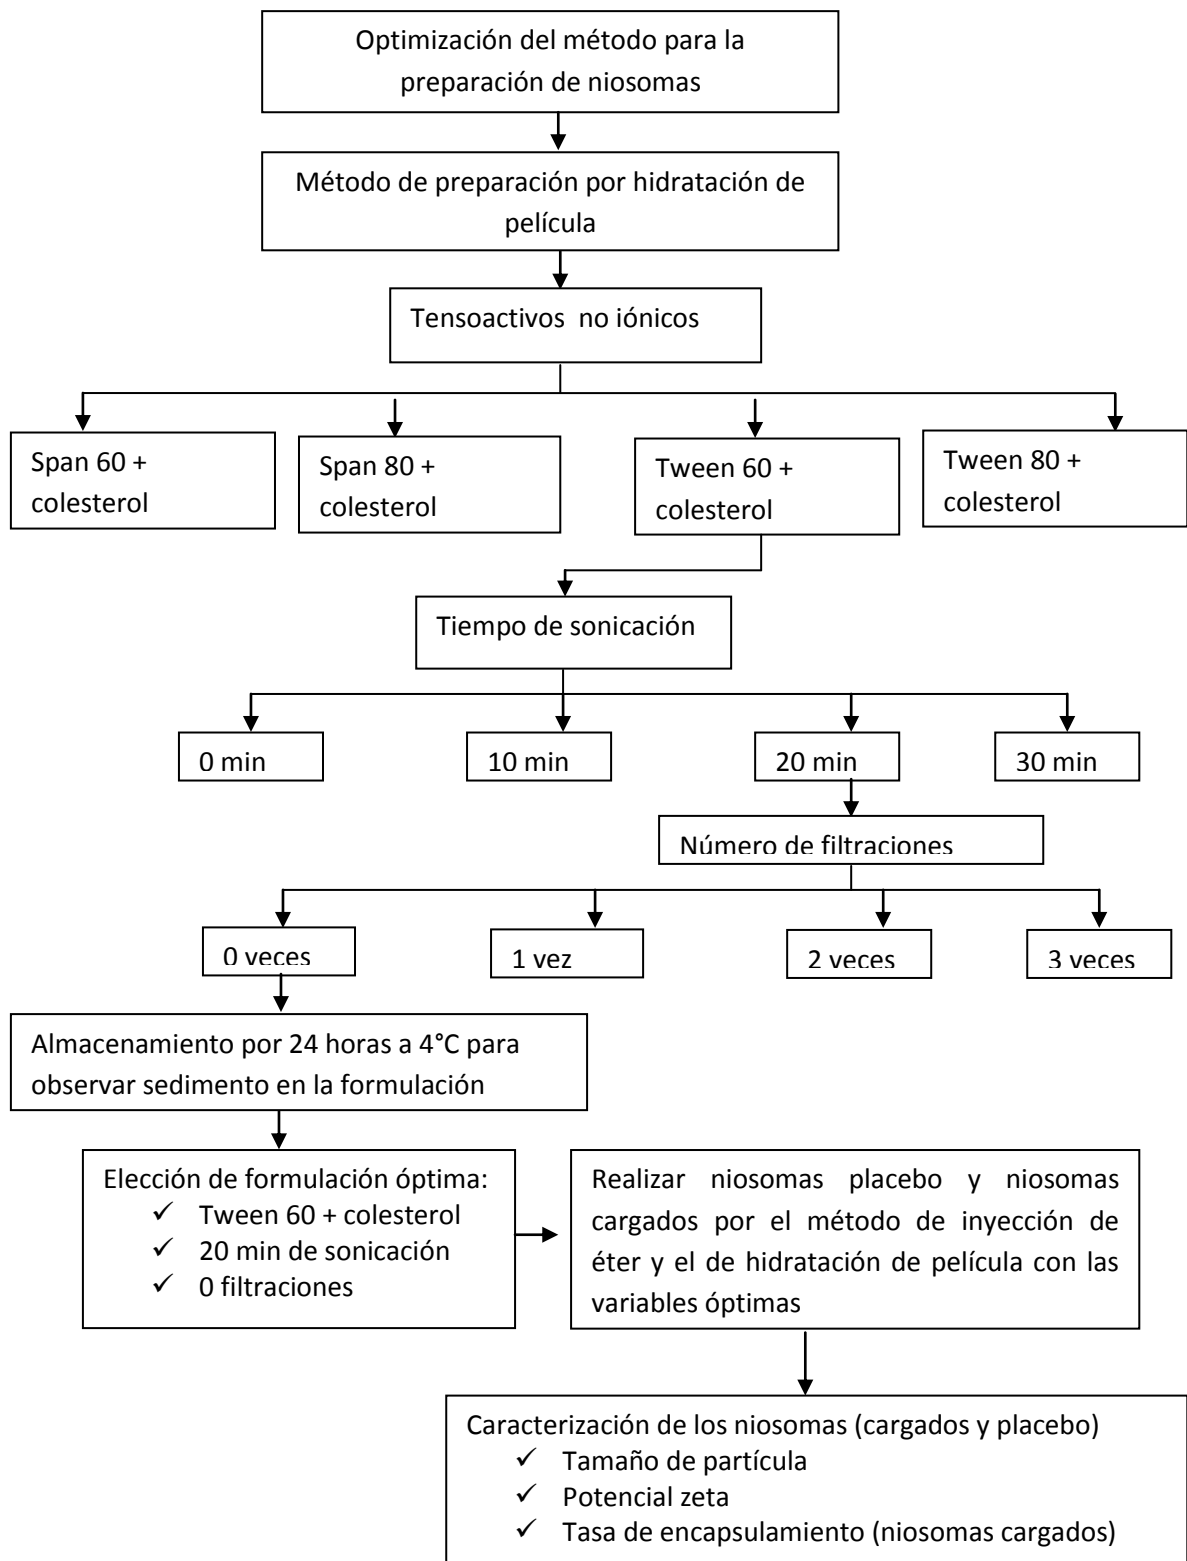 Optimización del método para la
preparación de niosomas
Método de preparación por hidratación de
película
Tensoactivos no iónicos
Span 60 +
colesterol
Span 80 +
colesterol
Tween 60 +
colesterol
Tween 80 +
colesterol
Tiempo de sonicación
0 min
10 min
20 min
30 min
Número de filtraciones
0 veces
1 vez
2 veces
3 veces
Almacenamiento por 24 horas a 4°C para
observar sedimento en la formulación
Elección de formulación óptima:
✓ Tween 60 + colesterol
✓ 20 min de sonicación
✓ 0 filtraciones
Realizar niosomas placebo y niosomas
cargados por el método de inyección de
éter y el de hidratación de película con las
variables óptimas
Caracterización de los niosomas (cargados y placebo)
✓ Tamaño de partícula
✓ Potencial zeta
✓ Tasa de encapsulamiento (niosomas cargados)